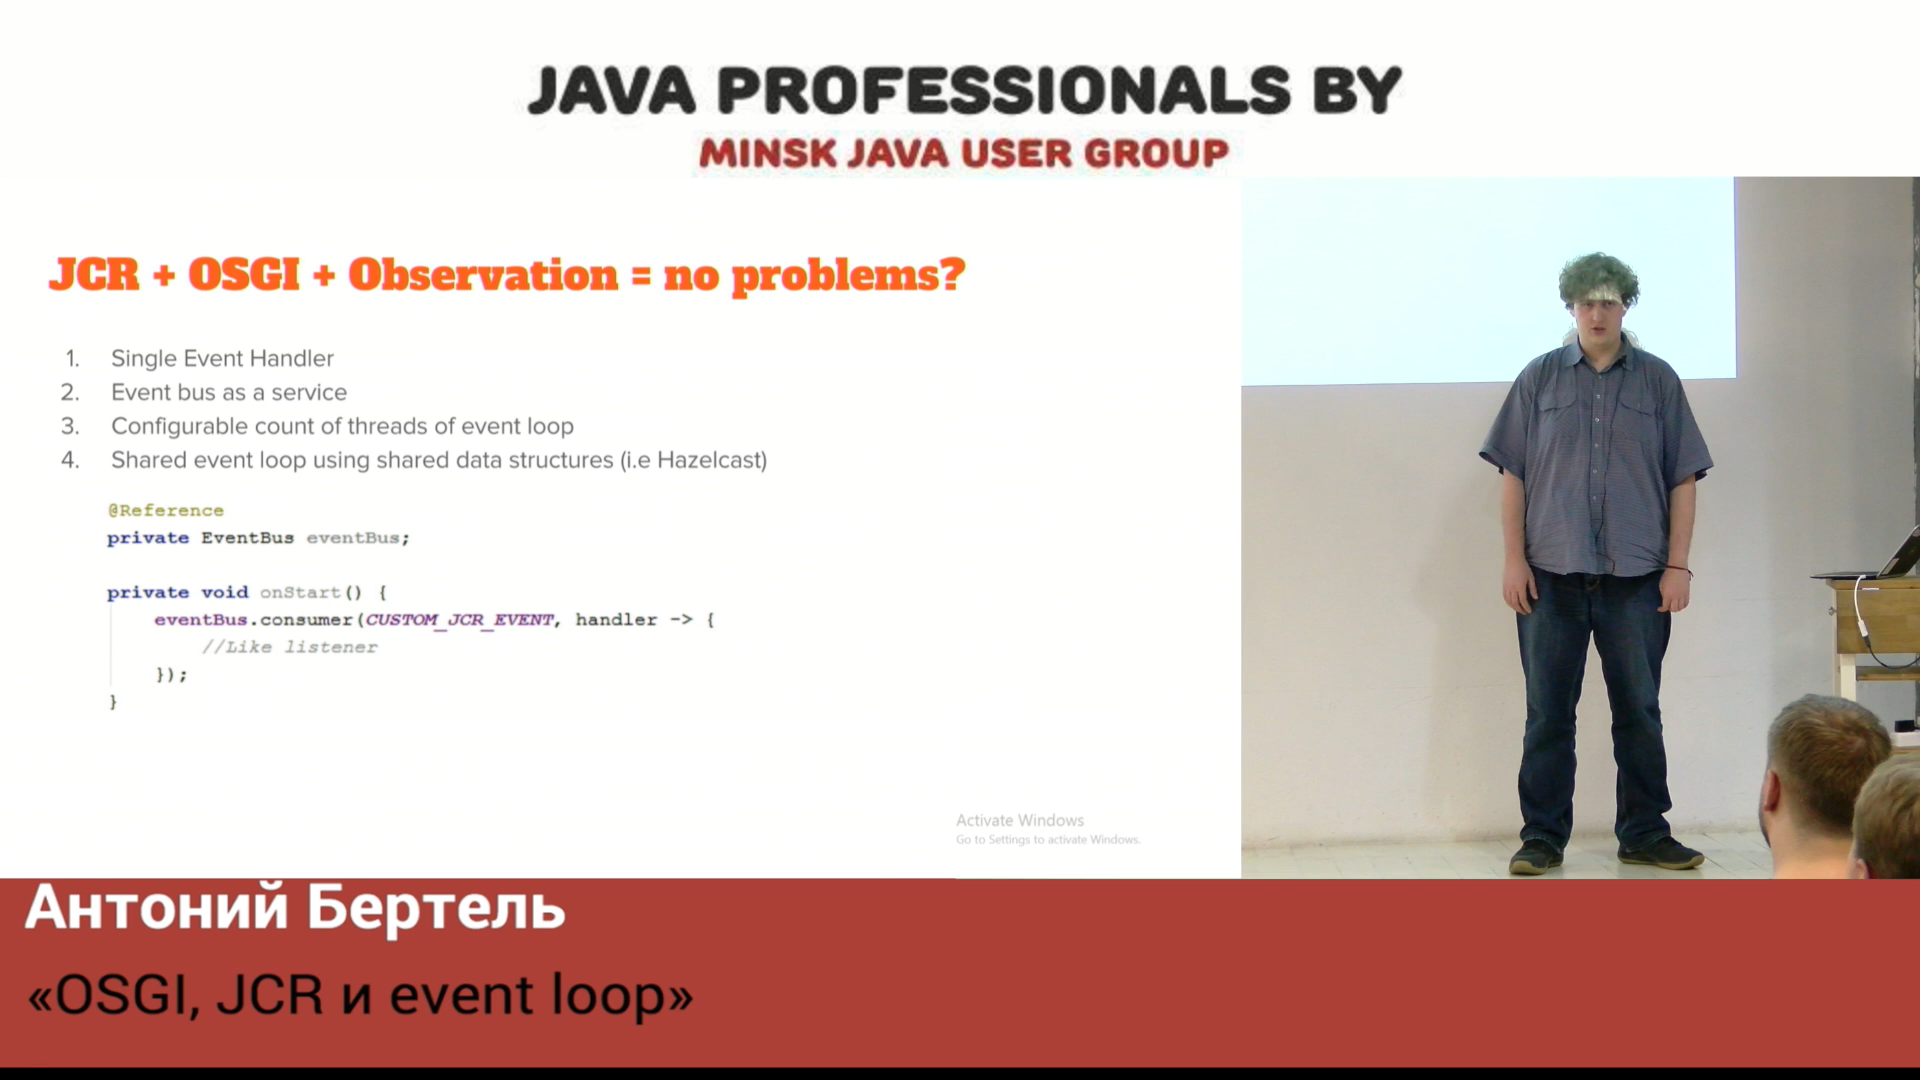 JAVA PROFESSIONALS BY
MINSK JAVA USER GROUP
JCR + OSGI + Observation = no problems?
1. Single Event Handler
2. Event bus as a service
3. Configurable count of threads of event loop
4. Shared event loop using shared data structures (i.e Hazelcast)
@Reference
private EventBus eventBus;
private void onStart() {
eventBus.consumer(CUSTOM_JCR_EVENT, handler -> {
//Like listener
});
}
Activate Windows
Go to Settings to activate Windows.
Антоний Бертель
«OSGI, JCR и event loop»